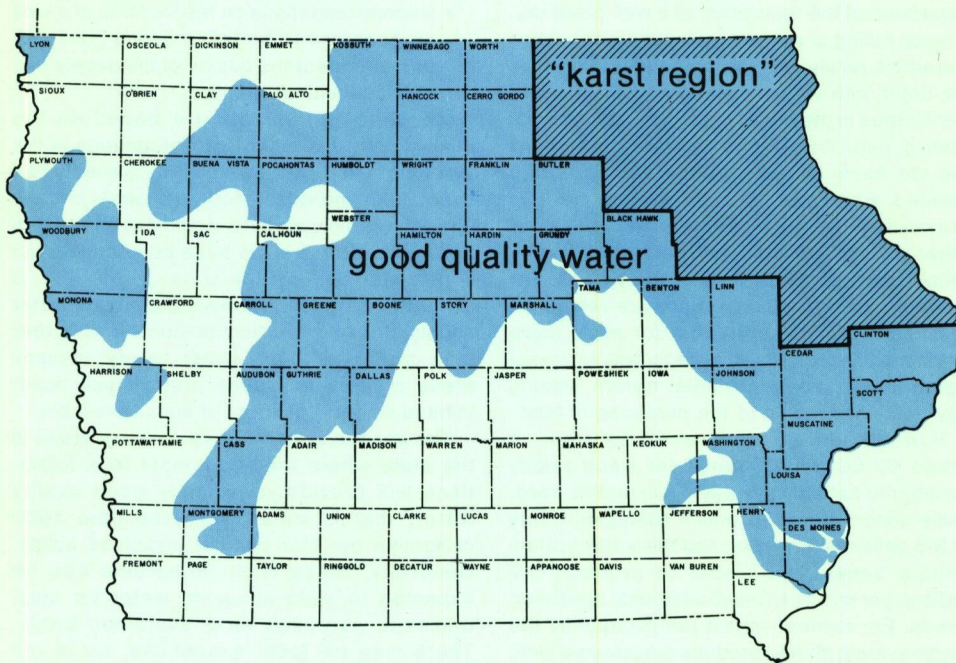 LYON
OSCEOLA
DICKINSON
EMMET
KOSSUTH
WINNEBAGO
WORTH
"karst region"
SIOUX
O'BRIEN
CLAY
PALO ALTO
HANCOCK
CERRO GORDO
PLYMOUTH
CHEROKEE
BUENA VISTA
POCAHONTAS
HUMBOLDT
WRIGHT
FRANKLIN
BUTLER
WEBSTER
BLACK HAWK
WOODBURY
IDA
SAC
CALHOUN
HAMILTON
HARDIN
GRUNDY
good quality water
TAMA
BENTON
LINN
MONONA
CRAWFORD
CARROLL
GREENE
BOONE
STORY
MARSHALL
CLINTON
CEDAR
HARRISON
SHELBY
AUDUBON
GUTHRIE
DALLAS
POLK
JASPER
POWESHIEK
IOWA
JOHNSON
SCOTT
MUSCATINE
POTTAWATTAMIE
CASS
ADAIR
MADISON
WARREN
MARION
MAHASKA
KEOKUK
WASHINGTON
LOUISA
MILLS
MONTGOMERY
ADAMS
UNION
CLARKE
LUCAS
MONROE
WAPELLO
JEFFERSON
HENRY
DES MOINES
FREMONT
PAGE
TAYLOR
RINGGOLD
DECATUR
WAYNE
APPANOOSE
DAVIS
VAN BUREN
LEE